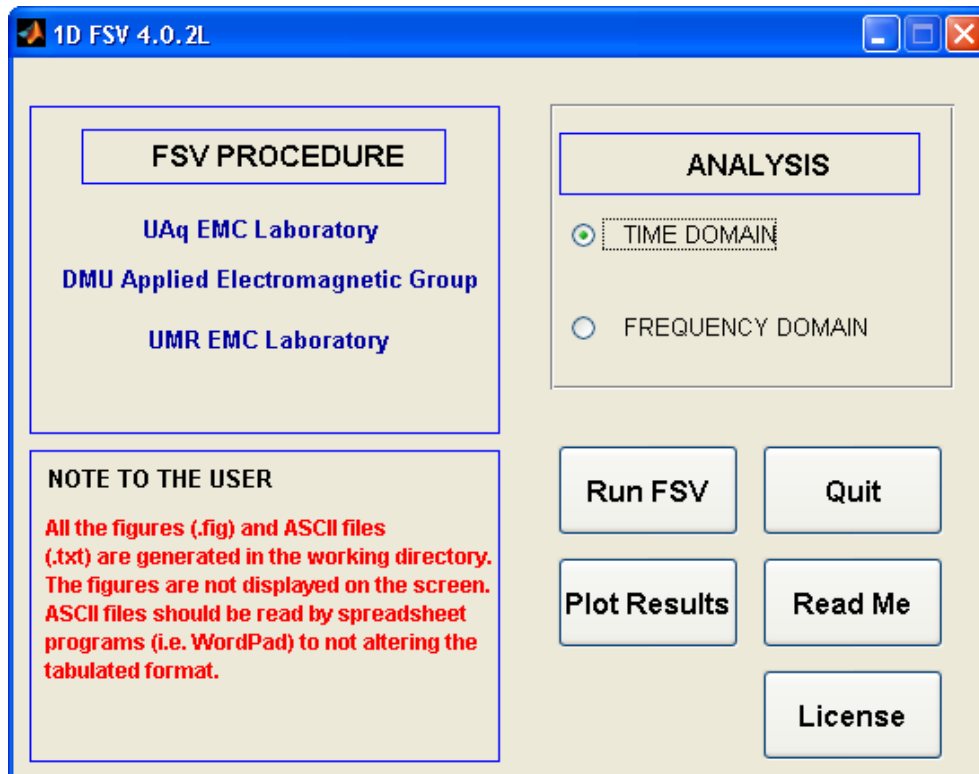 1D FSV 4.0.2L
FSV PROCEDURE
UAq EMC Laboratory
DMU Applied Electromagnetic Group
UMR EMC Laboratory
NOTE TO THE USER
All the figures (.fig) and ASCII files
(.txt) are generated in the working directory.
The figures are not displayed on the screen.
ASCII files should be read by spreadsheet
programs (i.e. WordPad) to not altering the
tabulated format.
ANALYSIS
TIME DOMAIN
FREQUENCY DOMAIN
Run FSV
Quit
Plot Results
Read Me
License